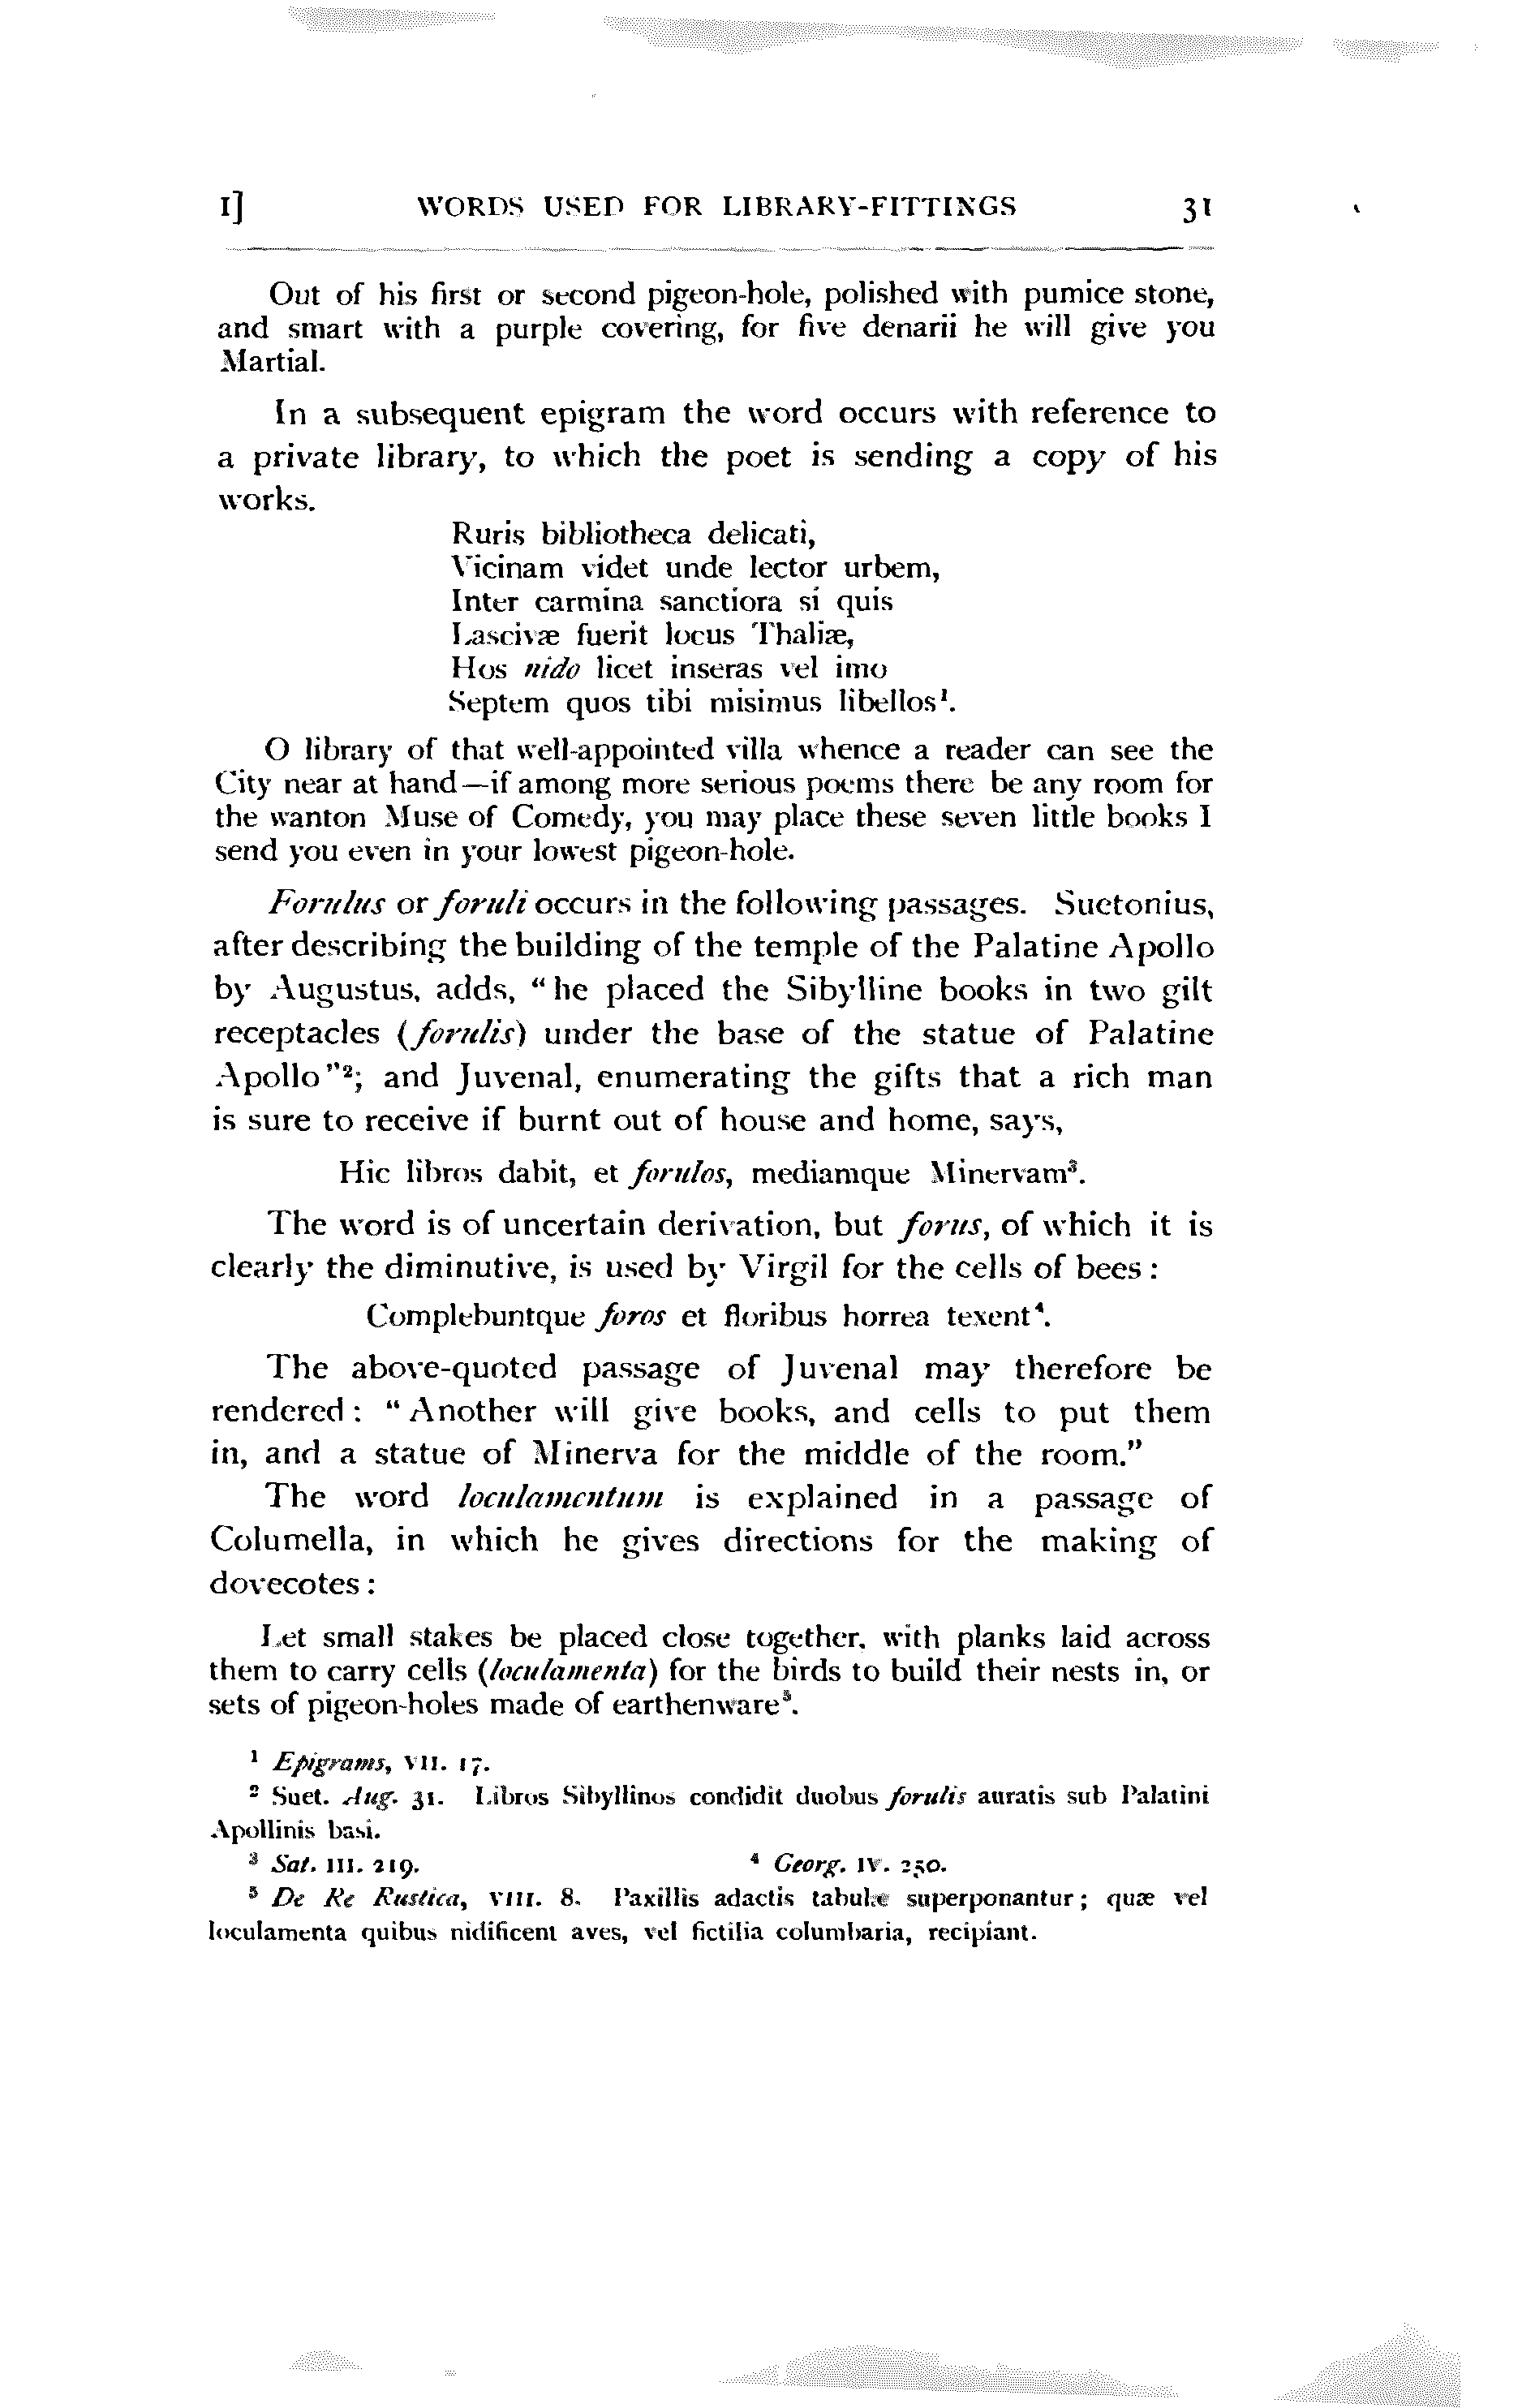 I] WORDS USED FOR LIBRARY-FITTINGS 31
Out of his first or second pigeon-hole, polished with pumice stone,
and smart with a purple covering, for five denarii he will give you
Martial.
In a subsequent epigram the word occurs with reference to
a private library, to which the poet is sending a copy of his
works.
Ruris bibliotheca delicati,
Vicinam videt unde lector urbem,
Inter carmina sanctiora si quis
Lascivæ fuerit locus Thaliæ,
Hos nido licet inseras vel imo
Septem quos tibi misimus libellos¹.
O library of that well-appointed villa whence a reader can see the
City near at hand—if among more serious poems there be any room for
the wanton Muse of Comedy, you may place these seven little books I
send you even in your lowest pigeon-hole.
Forulus or foruli occurs in the following passages. Suetonius,
after describing the building of the temple of the Palatine Apollo
by Augustus, adds, "he placed the Sibylline books in two gilt
receptacles (forulis) under the base of the statue of Palatine
Apollo"²; and Juvenal, enumerating the gifts that a rich man
is sure to receive if burnt out of house and home, says,
Hic libros dabit, et forulos, mediamque Minervam³.
The word is of uncertain derivation, but forus, of which it is
clearly the diminutive, is used by Virgil for the cells of bees:
Complebuntque foros et floribus horrea texent⁴.
The above-quoted passage of Juvenal may therefore be
rendered: "Another will give books, and cells to put them
in, and a statue of Minerva for the middle of the room."
The word loculamentum is explained in a passage of
Columella, in which he gives directions for the making of
dovecotes:
Let small stakes be placed close together, with planks laid across
them to carry cells (loculamenta) for the birds to build their nests in, or
sets of pigeon-holes made of earthenware⁵.
¹ Epigrams, VII. 17.
² Suet. Aug. 31. Libros Sibyllinos condidit duobus forulis auratis sub Palatini
Apollinis basi.
³ Sat. III. 219. ⁴ Georg. IV. 250.
⁵ De Re Rustica, VIII. 8. Paxillis adactis tabulæ superponantur; quæ vel
loculamenta quibus nidificent aves, vel fictilia columbaria, recipiant.